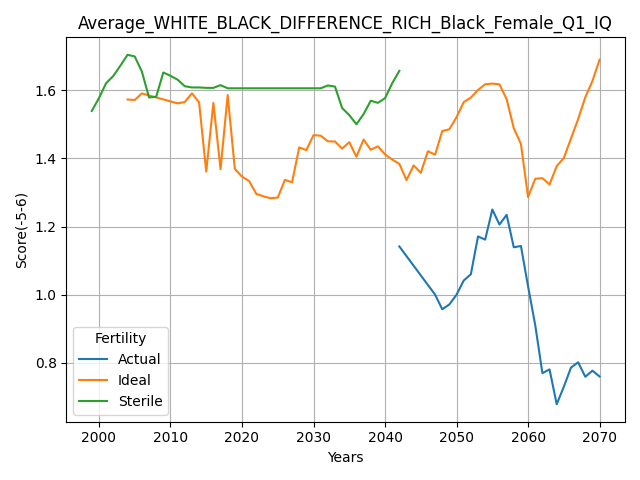 Average_WHITE_BLACK_DIFFERENCE_RICH_Black_Female_Q1_IQ
Score(-5-6)
1.6
1.4
1.2
1.0
0.8
Fertility
Actual
Ideal
Sterile
2000 2010 2020 2030 2040 2050 2060 2070
Years